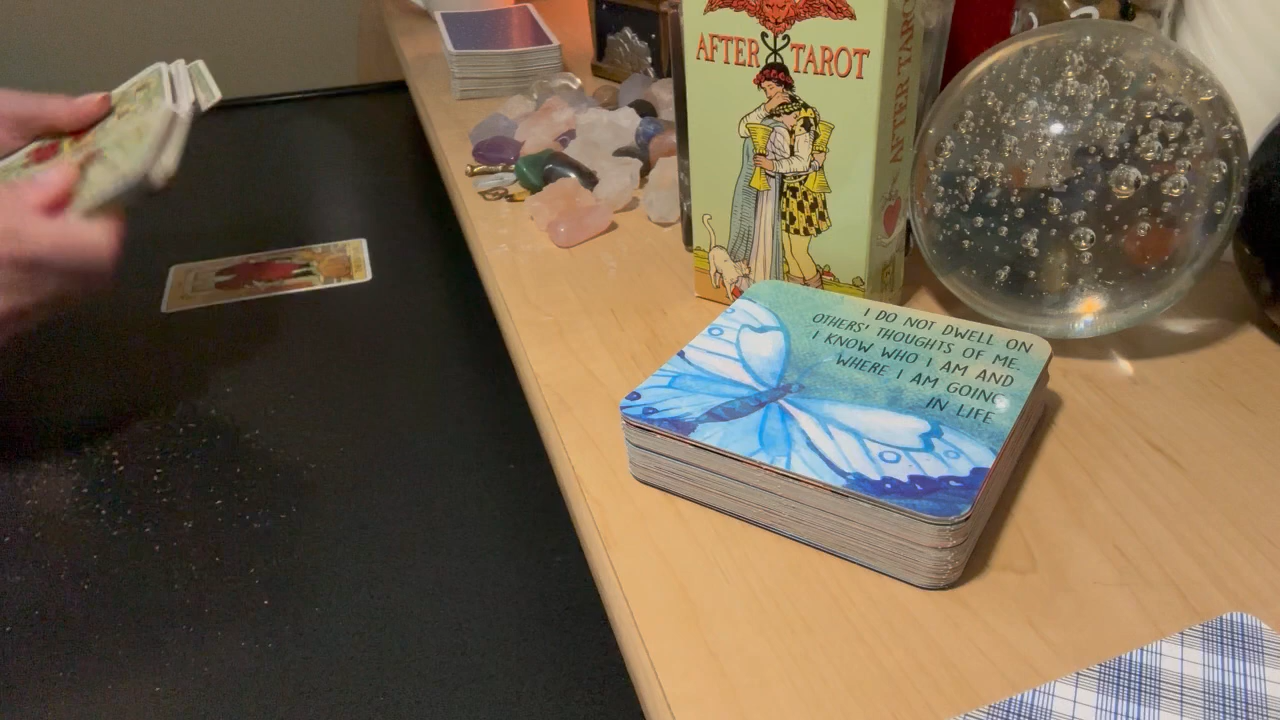 AFTER TAROT
AFTER TAROT
I DO NOT DWELL ON
OTHERS' THOUGHTS OF ME.
I KNOW WHO I AM AND
WHERE I AM GOING
IN LIFE